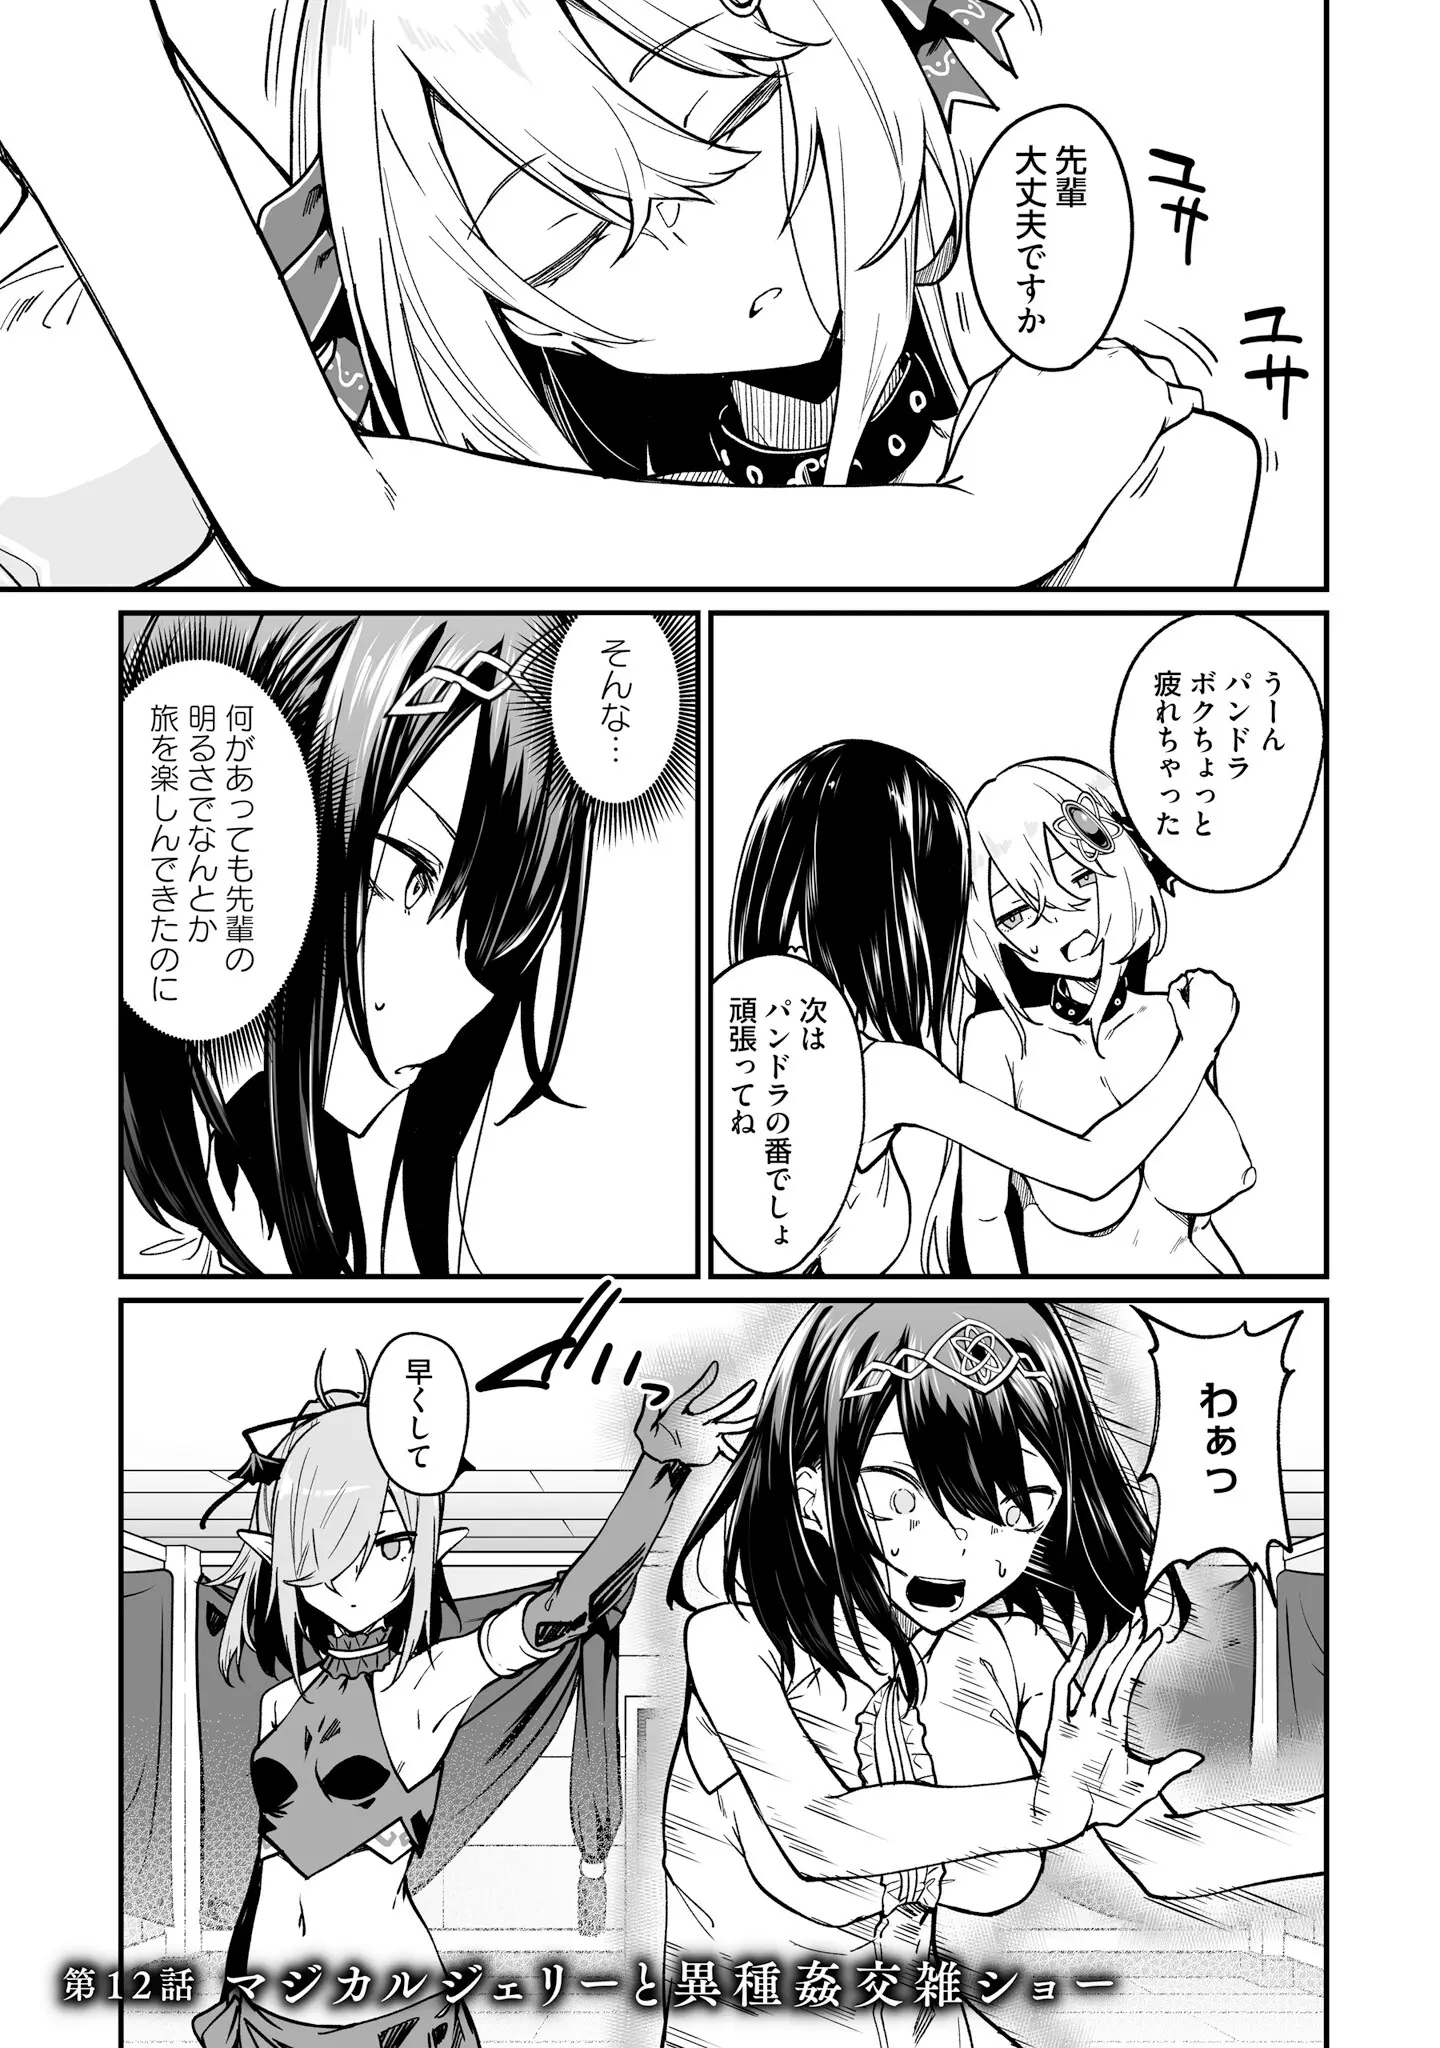 先輩
大丈夫ですか
ユサ
ユサ
うーん
パンドラ
ボクちょっと
疲れちゃった
次は
パンドラの番でしょ
頑張ってね
そんな…
何があっても先輩の
明るさでなんとか
旅を楽しんできたのに
わぁっ
早くして
第12話 マジカルジェリーと異種姦交雑ショー